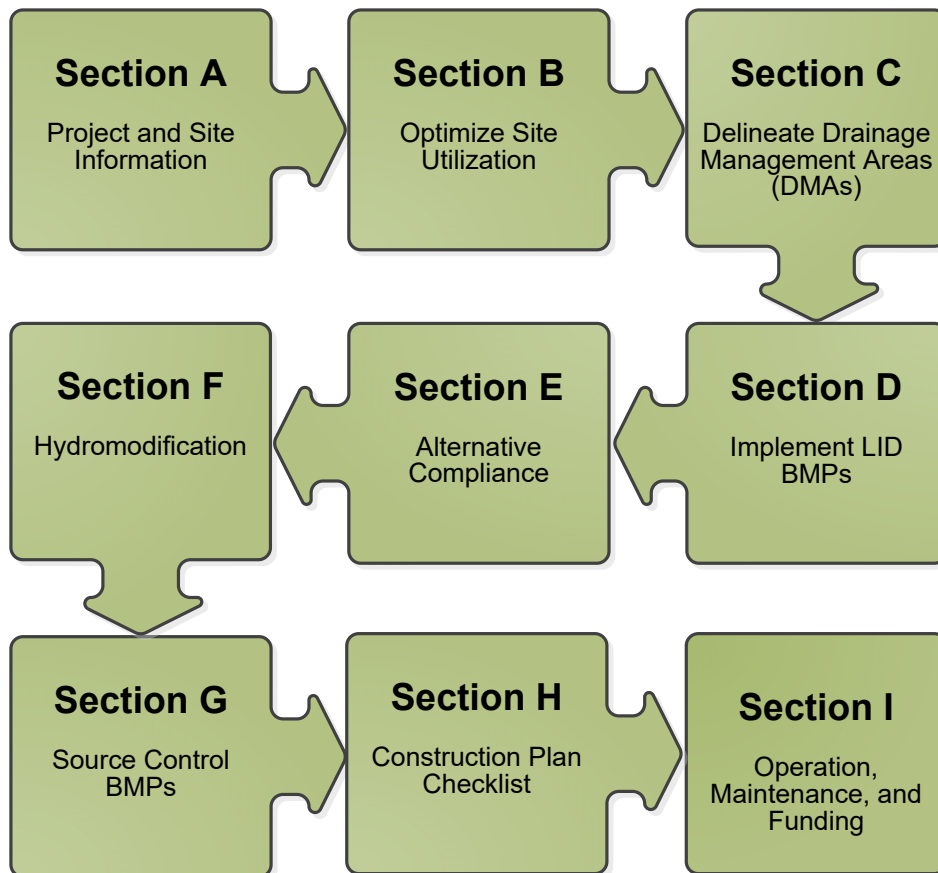 Section A
Project and Site
Information
Section B
Optimize Site
Utilization
Section C
Delineate Drainage
Management Areas
(DMAs)
Section D
Implement LID
BMPs
Section E
Alternative
Compliance
Section F
Hydromodification
Section G
Source Control
BMPs
Section H
Construction Plan
Checklist
Section I
Operation,
Maintenance, and
Funding